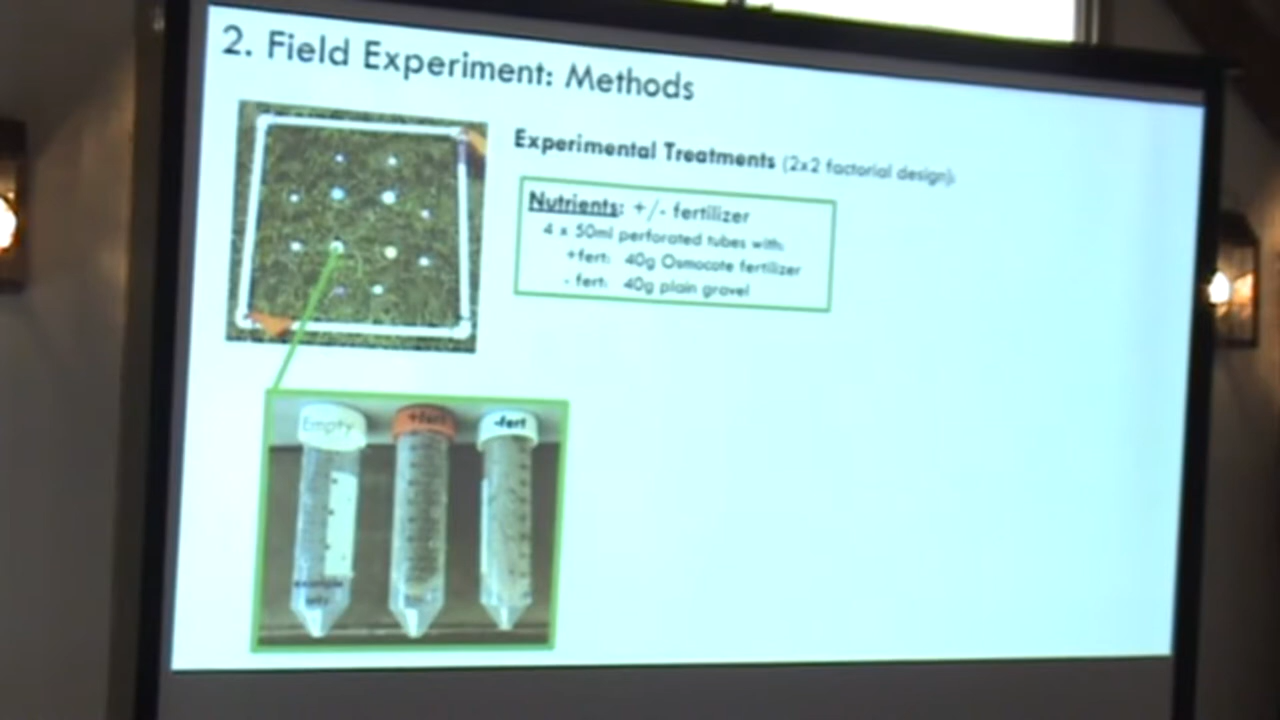 2. Field Experiment: Methods
Experimental Treatments (2x2 factorial design):
Nutrients: +/- fertilizer
4 x 50ml perforated tubes with:
+fert: 40g Osmocote fertilizer
- fert: 40g plain gravel
Empty
+fert
-fert